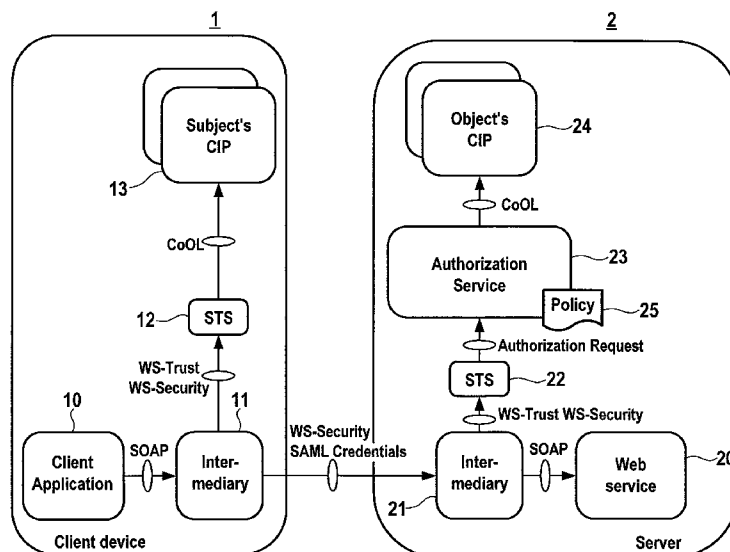 1
2
Subject's
CIP
13
Object's
CIP
24
CoOL
CoOL
Authorization
Service
23
Policy
25
12
STS
Authorization Request
WS-Trust
WS-Security
STS
22
WS-Trust WS-Security
10
11
Client
Application
SOAP
Inter-
mediary
WS-Security
SAML Credentials
Inter-
mediary
21
SOAP
Web
service
20
Client device
Server